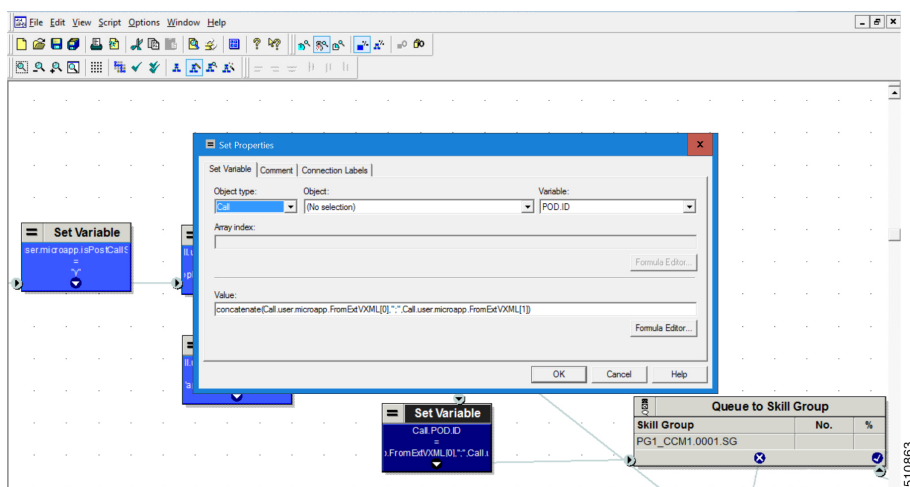 File Edit View Script Options Window Help
Set Properties
Set Variable Comment Connection Labels
Object type: Object: Variable:
Call (No selection) POD.ID
Array index:
Formula Editor...
Value:
concatenate(Call.user.microapp.FromExtVXML[0],";",Call.user.microapp.FromExtVXML[1])
Formula Editor...
OK Cancel Help
Set Variable
ser.microapp.isPostCallS
=
"y"
Set Variable
Call.POD.ID
=
).FromExtVXML[0],";",Call.u
Queue to Skill Group
Skill Group No. %
PG1_CCM1.0001.SG
510863